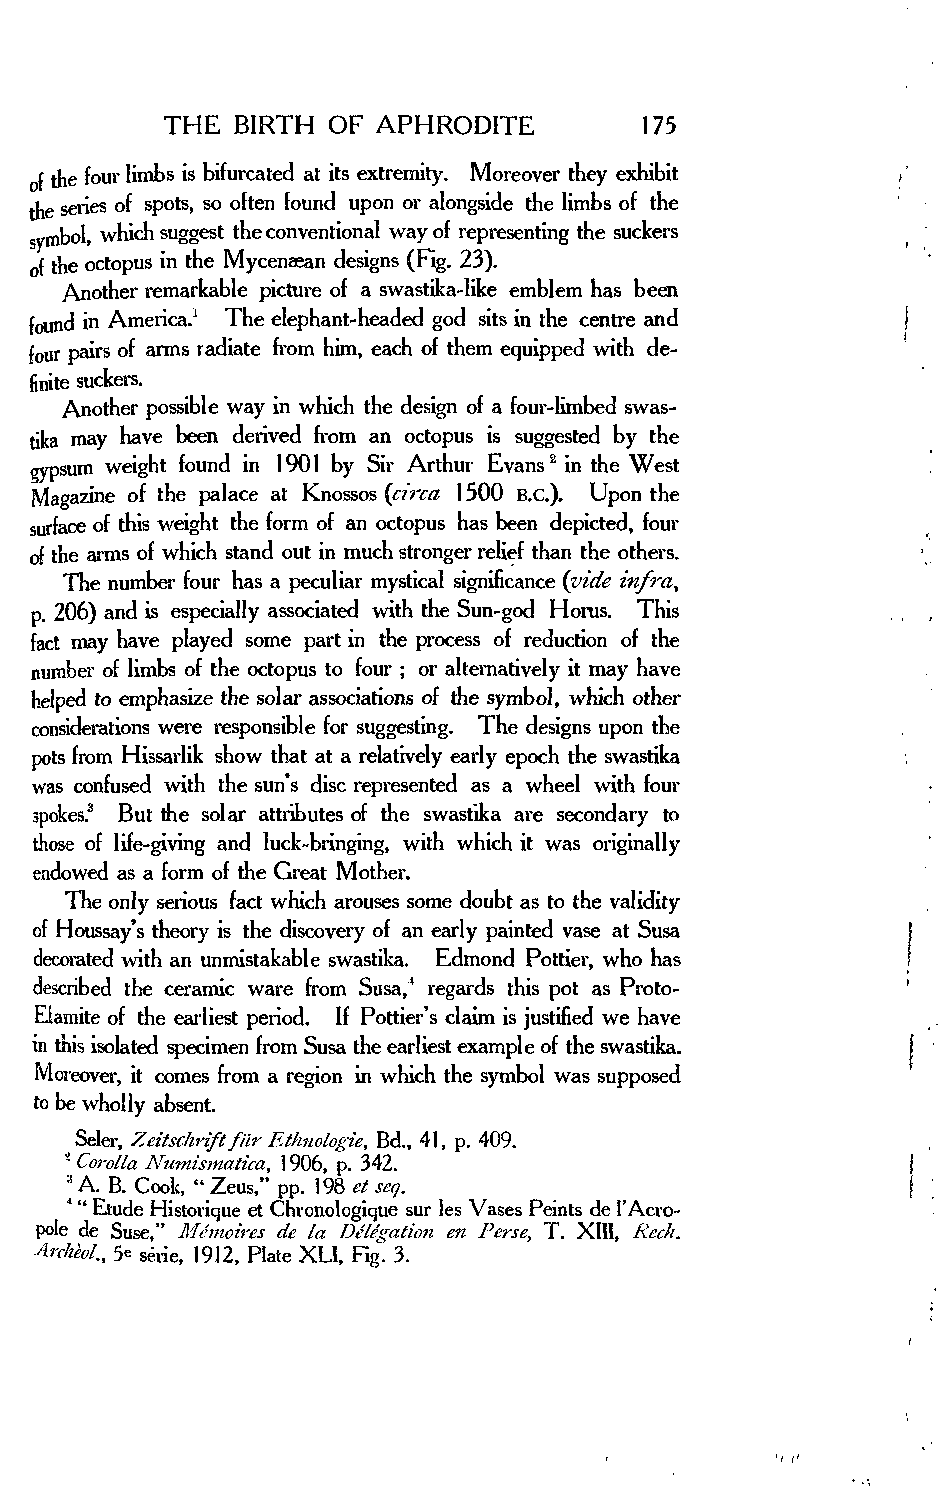 THE BIRTH OF APHRODITE 175
of the four limbs is bifurcated at its extremity. Moreover they exhibit
the series of spots, so often found upon or alongside the limbs of the
symbol, which suggest the conventional way of representing the suckers
of the octopus in the Mycenæan designs (Fig. 23).
Another remarkable picture of a swastika-like emblem has been
found in America.¹ The elephant-headed god sits in the centre and
four pairs of arms radiate from him, each of them equipped with de-
finite suckers.
Another possible way in which the design of a four-limbed swas-
tika may have been derived from an octopus is suggested by the
gypsum weight found in 1901 by Sir Arthur Evans² in the West
Magazine of the palace at Knossos (circa 1500 B.C.). Upon the
surface of this weight the form of an octopus has been depicted, four
of the arms of which stand out in much stronger relief than the others.
The number four has a peculiar mystical significance (vide infra,
p. 206) and is especially associated with the Sun-god Horus. This
fact may have played some part in the process of reduction of the
number of limbs of the octopus to four ; or alternatively it may have
helped to emphasize the solar associations of the symbol, which other
considerations were responsible for suggesting. The designs upon the
pots from Hissarlik show that at a relatively early epoch the swastika
was confused with the sun's disc represented as a wheel with four
spokes.³ But the solar attributes of the swastika are secondary to
those of life-giving and luck-bringing, with which it was originally
endowed as a form of the Great Mother.
The only serious fact which arouses some doubt as to the validity
of Houssay's theory is the discovery of an early painted vase at Susa
decorated with an unmistakable swastika. Edmond Pottier, who has
described the ceramic ware from Susa,⁴ regards this pot as Proto-
Elamite of the earliest period. If Pottier's claim is justified we have
in this isolated specimen from Susa the earliest example of the swastika.
Moreover, it comes from a region in which the symbol was supposed
to be wholly absent.
Seler, Zeitschrift für Ethnologie, Bd., 41, p. 409.
² Corolla Numismatica, 1906, p. 342.
³ A. B. Cook, “ Zeus,” pp. 198 et seq.
⁴ “ Etude Historique et Chronologique sur les Vases Peints de l'Acro-
pole de Suse,” Mémoires de la Délégation en Perse, T. XIII, Rech.
Archèol., 5e série, 1912, Plate XLI, Fig. 3.